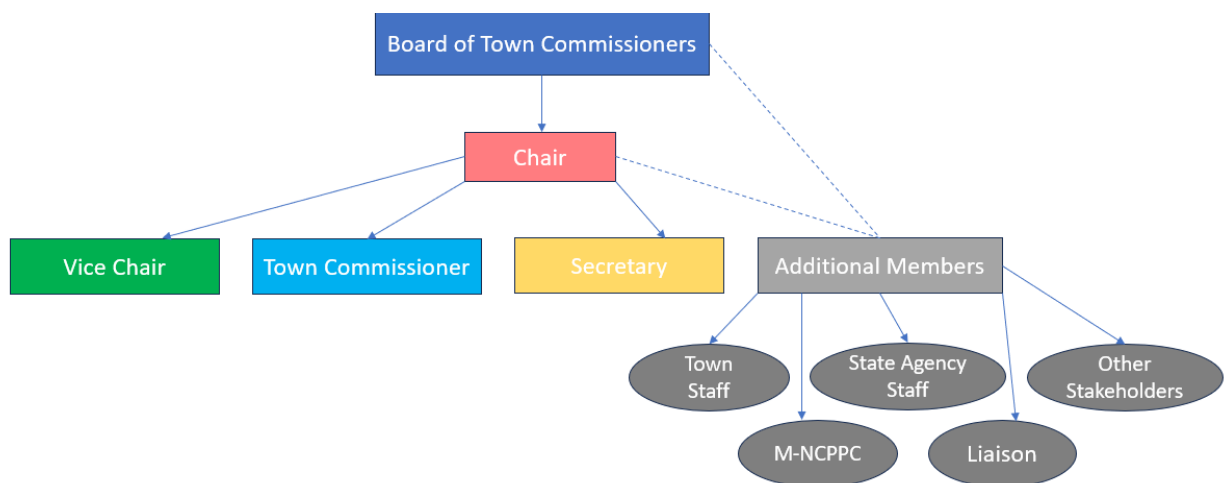 Board of Town Commissioners
Chair
Vice Chair
Town Commissioner
Secretary
Additional Members
Town
Staff
State Agency
Staff
Other
Stakeholders
M-NCPPC
Liaison